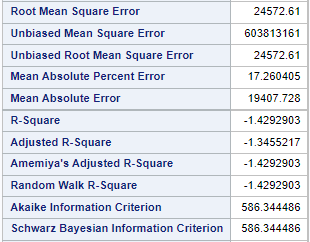 Root Mean Square Error 24572.61
Unbiased Mean Square Error 603813161
Unbiased Root Mean Square Error 24572.61
Mean Absolute Percent Error 17.260405
Mean Absolute Error 19407.728
R-Square -1.4292903
Adjusted R-Square -1.3455217
Amemiya's Adjusted R-Square -1.4292903
Random Walk R-Square -1.4292903
Akaike Information Criterion 586.344486
Schwarz Bayesian Information Criterion 586.344486